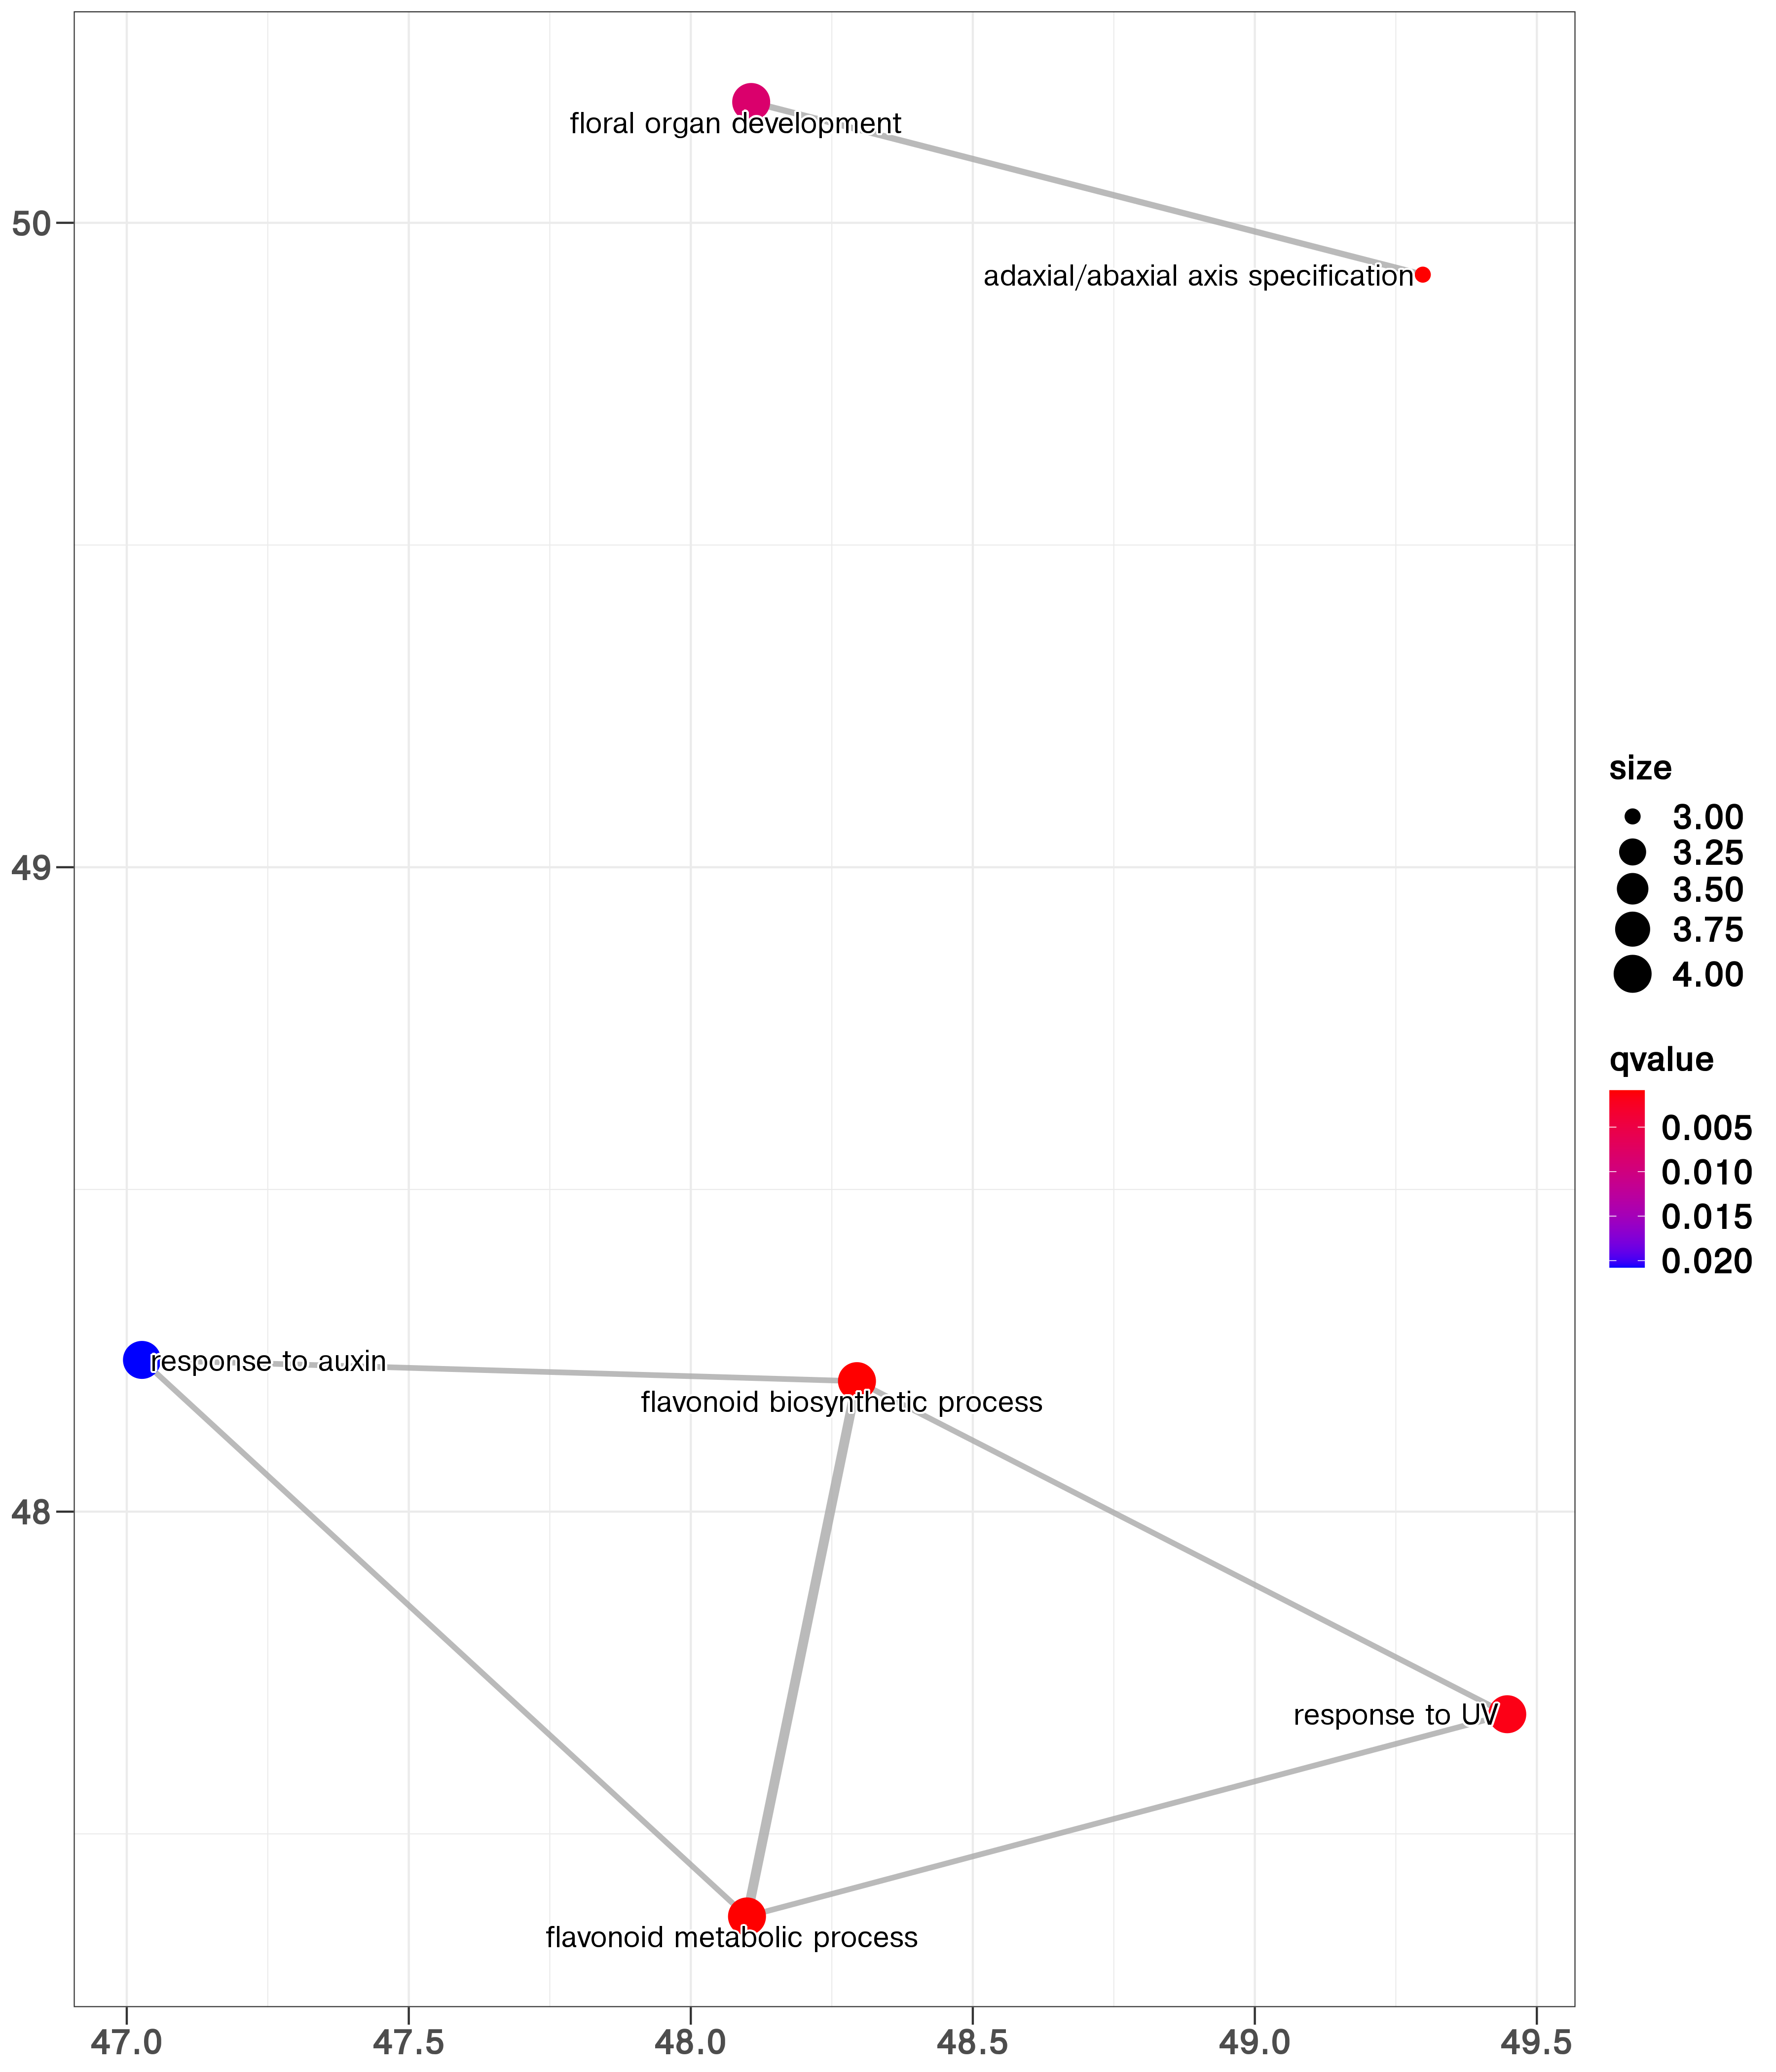 floral organ development
50
adaxial/abaxial axis specification
size
3.00
3.25
49
3.50
3.75
4.00
qvalue
0.005
0.010
0.015
0.020
response to auxin
flavonoid biosynthetic process
48
response to UV
flavonoid metabolic process
47.0 47.5 48.0 48.5 49.0 49.5